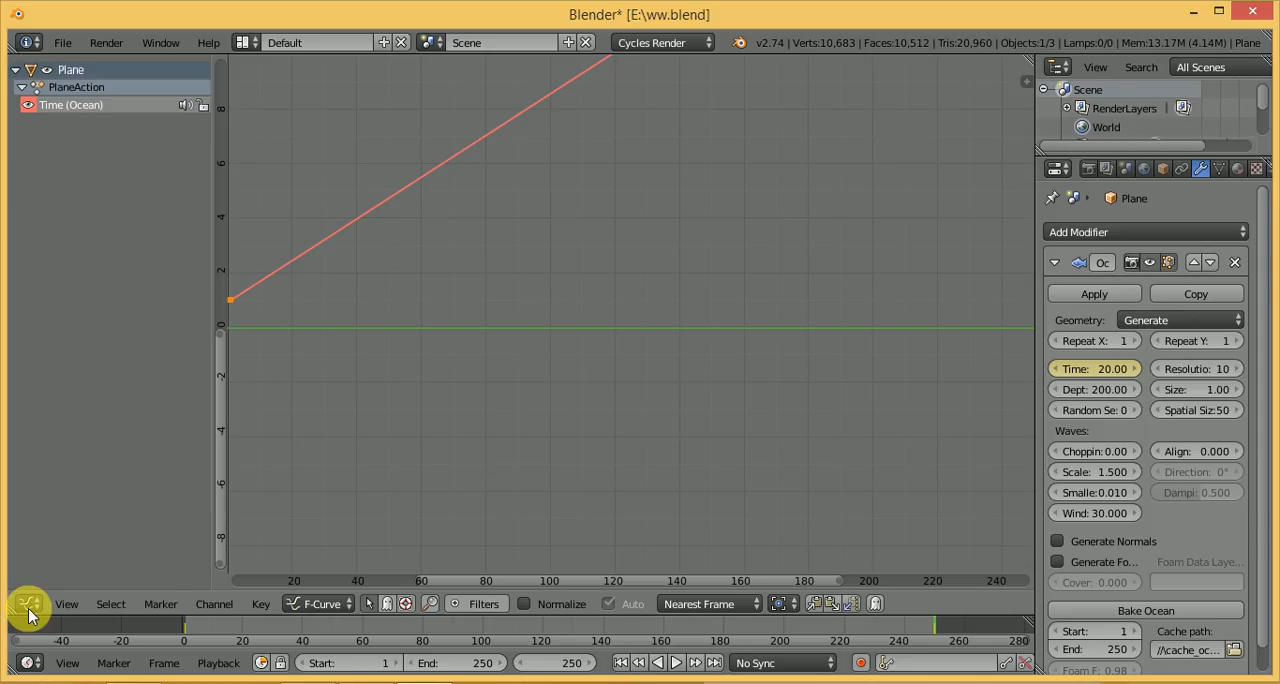 Blender* [E:\ww.blend]
File Render Window Help Default Scene Cycles Render v2.74 | Verts:10,683 | Faces:10,512 | Tris:20,960 | Objects:1/3 | Lamps:0/0 | Mem:13.17M (4.14M) | Plane
Plane
PlaneAction
Time (Ocean)
8
6
4
2
0
-2
-4
-6
-8
20 40 60 80 100 120 140 160 180 200 220 240
View Select Marker Channel Key F-Curve Filters Normalize Auto Nearest Frame
-40 -20 0 20 40 60 80 100 120 140 160 180 200 220 240 260 280
View Marker Frame Playback Start: 1 End: 250 250 No Sync
View Search All Scenes
Scene
RenderLayers |
World
Plane
Add Modifier
Oc
Apply Copy
Geometry: Generate
Repeat X: 1 Repeat Y: 1
Time: 20.00 Resolutio: 10
Dept: 200.00 Size: 1.00
Random Se: 0 Spatial Siz:50
Waves:
Choppin:0.00 Align: 0.000
Scale: 1.500 Direction: 0°
Smalle:0.010 Dampi: 0.500
Wind: 30.000
Generate Normals
Generate Fo... Foam Data Laye...
Cover: 0.000
Bake Ocean
Start: 1 Cache path:
End: 250 //cache_oc...
Foam F: 0.98